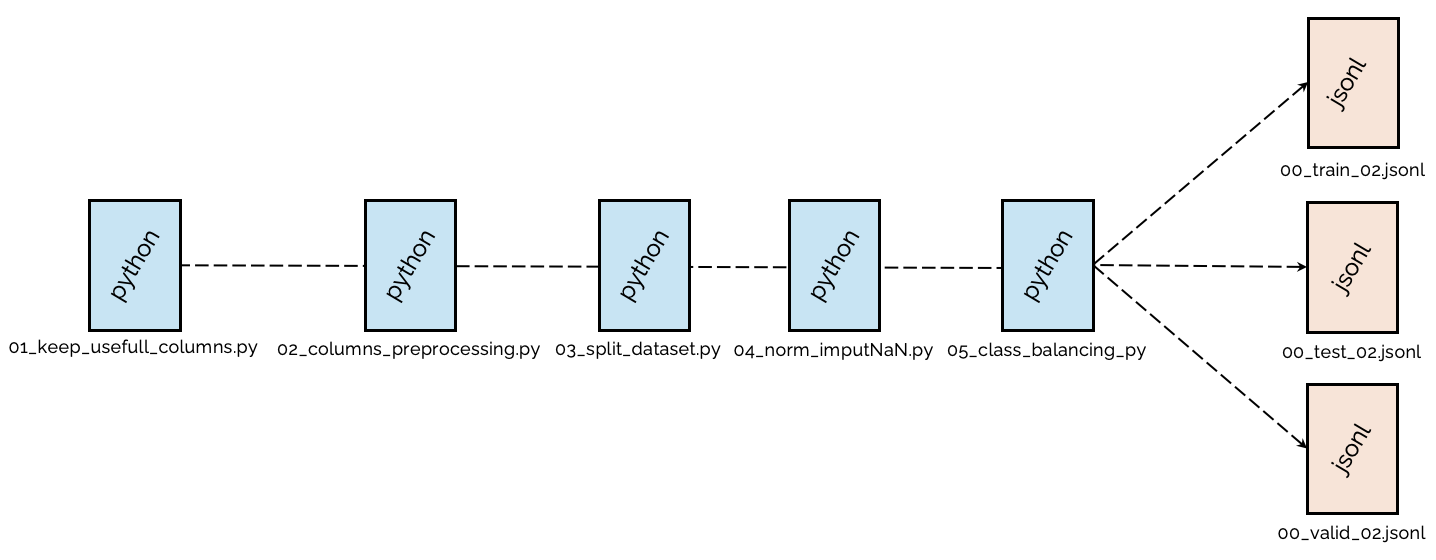 jsonl
00_train_02.jsonl
python
python
python
python
python
jsonl
01_keep_usefull_columns.py
02_columns_preprocessing.py
03_split_dataset.py
04_norm_imputNaN.py
05_class_balancing_py
00_test_02.jsonl
jsonl
00_valid_02.jsonl